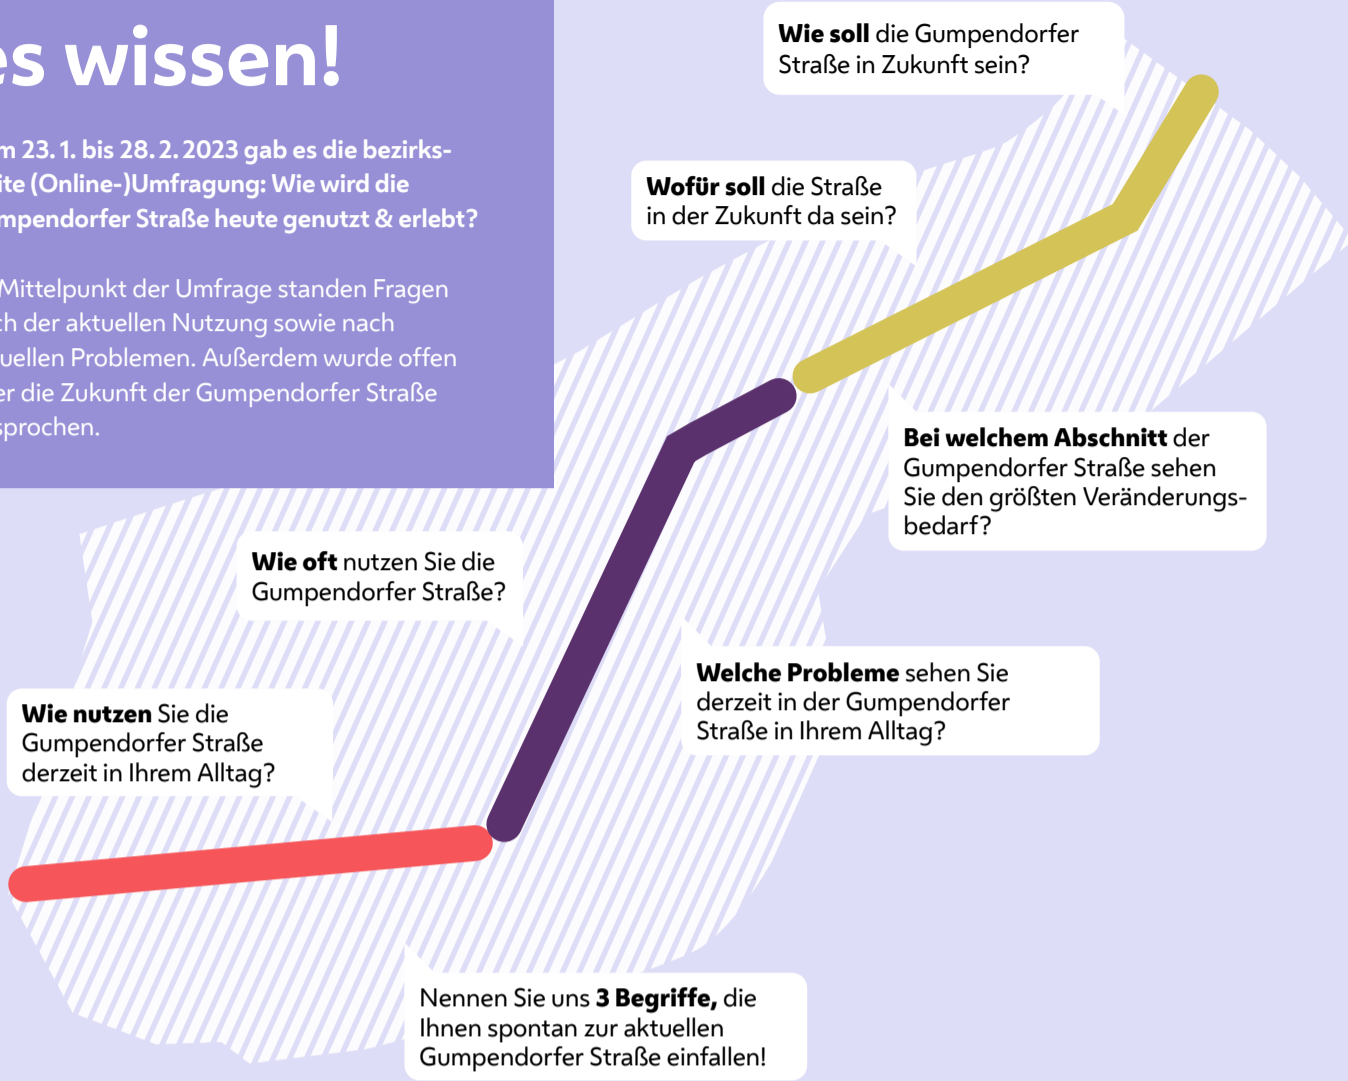 es wissen!
m 23. 1. bis 28. 2. 2023 gab es die bezirks-
ite (Online-)Umfragung: Wie wird die
mpendorfer Straße heute genutzt & erlebt?
Mittelpunkt der Umfrage standen Fragen
ch der aktuellen Nutzung sowie nach
uellen Problemen. Außerdem wurde offen
er die Zukunft der Gumpendorfer Straße
sprochen.
Wie soll die Gumpendorfer
Straße in Zukunft sein?
Wofür soll die Straße
in der Zukunft da sein?
Bei welchem Abschnitt der
Gumpendorfer Straße sehen
Sie den größten Veränderungs-
bedarf?
Wie oft nutzen Sie die
Gumpendorfer Straße?
Welche Probleme sehen Sie
derzeit in der Gumpendorfer
Straße in Ihrem Alltag?
Wie nutzen Sie die
Gumpendorfer Straße
derzeit in Ihrem Alltag?
Nennen Sie uns 3 Begriffe, die
Ihnen spontan zur aktuellen
Gumpendorfer Straße einfallen!